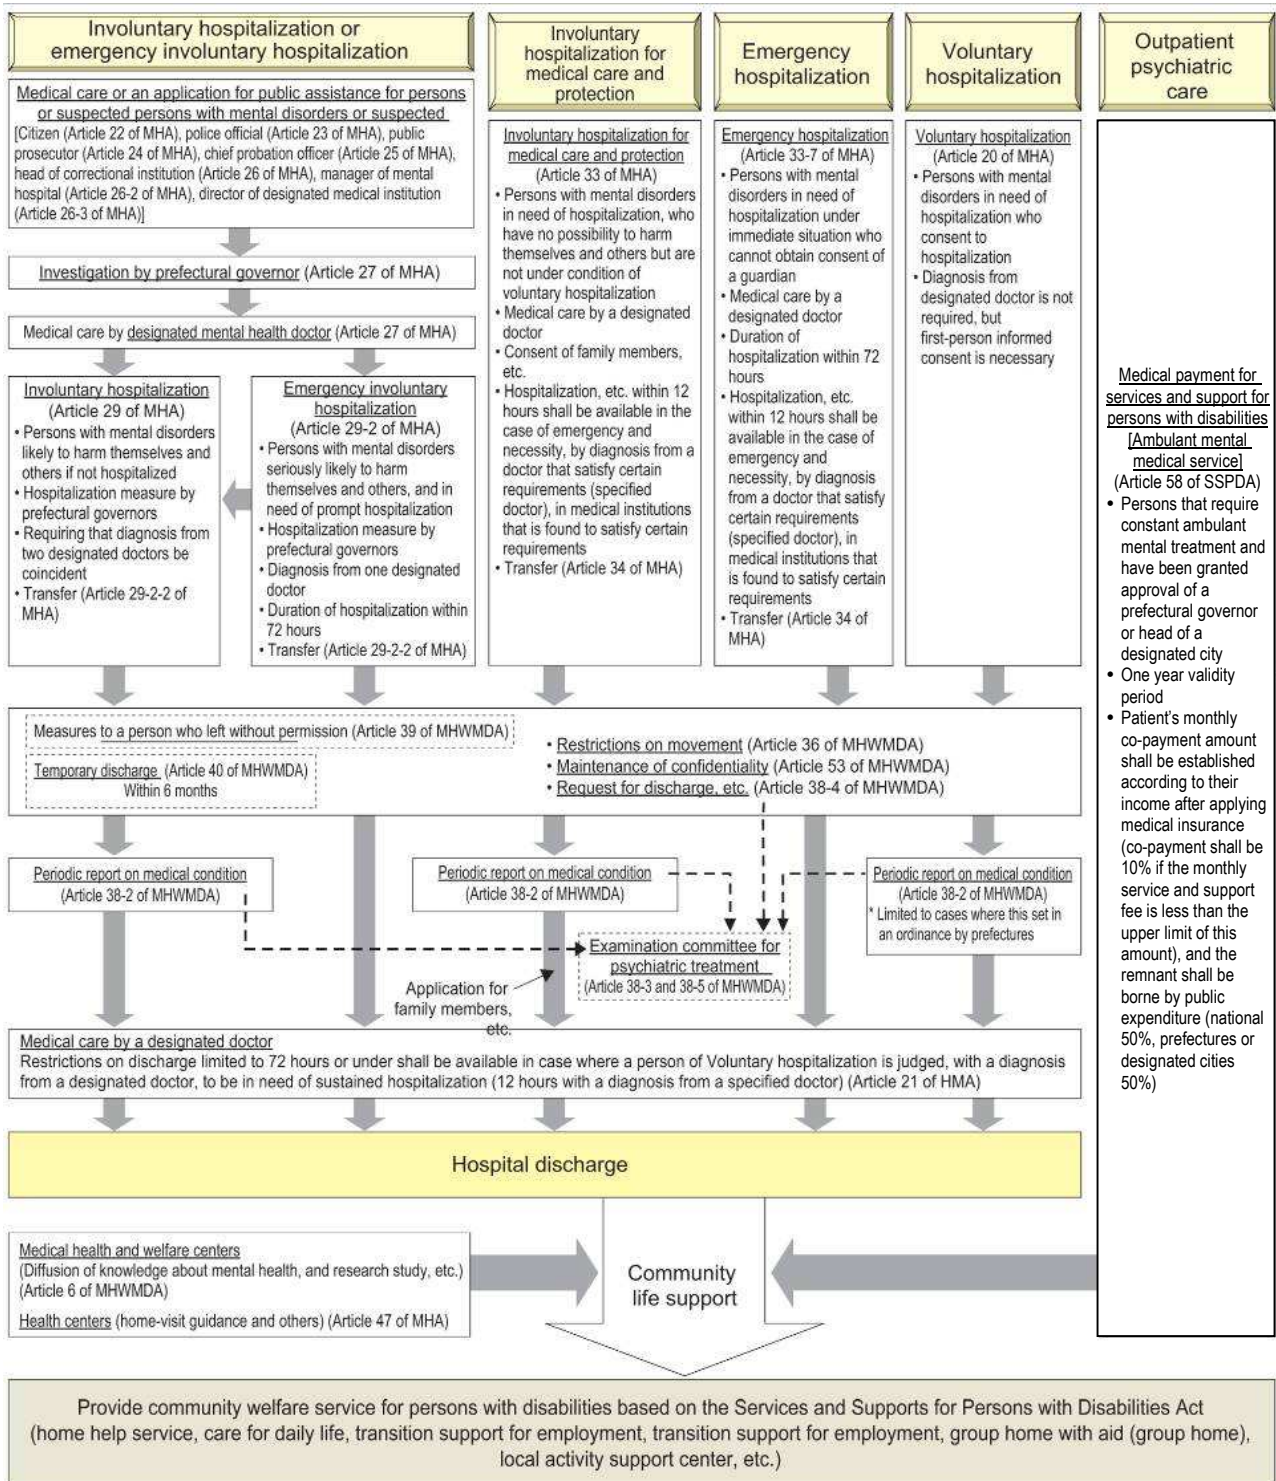 Involuntary hospitalization or
emergency involuntary hospitalization
Involuntary
hospitalization for
medical care and
protection
Emergency
hospitalization
Voluntary
hospitalization
Outpatient
psychiatric
care
Medical care or an application for public assistance for persons
or suspected persons with mental disorders or suspected
[Citizen (Article 22 of MHA), police official (Article 23 of MHA), public
prosecutor (Article 24 of MHA), chief probation officer (Article 25 of MHA),
head of correctional institution (Article 26 of MHA), manager of mental
hospital (Article 26-2 of MHA), director of designated medical institution
(Article 26-3 of MHA)]
Investigation by prefectural governor (Article 27 of MHA)
Medical care by designated mental health doctor (Article 27 of MHA)
Involuntary hospitalization
(Article 29 of MHA)
• Persons with mental disorders
likely to harm themselves and
others if not hospitalized
• Hospitalization measure by
prefectural governors
• Requiring that diagnosis from
two designated doctors be
coincident
• Transfer (Article 29-2-2 of
MHA)
Emergency involuntary
hospitalization
(Article 29-2 of MHA)
• Persons with mental disorders
seriously likely to harm
themselves and others, and in
need of prompt hospitalization
• Hospitalization measure by
prefectural governors
• Diagnosis from one designated
doctor
• Duration of hospitalization within
72 hours
• Transfer (Article 29-2-2 of MHA)
Involuntary hospitalization for
medical care and protection
(Article 33 of MHA)
• Persons with mental disorders
in need of hospitalization, who
have no possibility to harm
themselves and others but are
not under condition of
voluntary hospitalization
• Medical care by a designated
doctor
• Consent of family members,
etc.
• Hospitalization, etc. within 12
hours shall be available in the
case of emergency and
necessity, by diagnosis from a
doctor that satisfy certain
requirements (specified
doctor), in medical institutions
that is found to satisfy certain
requirements
• Transfer (Article 34 of MHA)
Emergency hospitalization
(Article 33-7 of MHA)
• Persons with mental
disorders in need of
hospitalization under
immediate situation who
cannot obtain consent of
a guardian
• Medical care by a
designated doctor
• Duration of
hospitalization within 72
hours
• Hospitalization, etc.
within 12 hours shall be
available in the case of
emergency and
necessity, by diagnosis
from a doctor that satisfy
certain requirements
(specified doctor), in
medical institutions that
is found to satisfy certain
requirements
• Transfer (Article 34 of
MHA)
Voluntary hospitalization
(Article 20 of MHA)
• Persons with mental
disorders in need of
hospitalization who
consent to
hospitalization
• Diagnosis from
designated doctor is not
required, but
first-person informed
consent is necessary
Medical payment for
services and support for
persons with disabilities
[Ambulant mental
medical service]
(Article 58 of SSPDA)
• Persons that require
constant ambulant
mental treatment and
have been granted
approval of a
prefectural governor
or head of a
designated city
• One year validity
period
• Patient's monthly
co-payment amount
shall be established
according to their
income after applying
medical insurance
(co-payment shall be
10% if the monthly
service and support
fee is less than the
upper limit of this
amount), and the
remnant shall be
borne by public
expenditure (national
50%, prefectures or
designated cities
50%)
Measures to a person who left without permission (Article 39 of MHWMDA)
Temporary discharge (Article 40 of MHWMDA)
Within 6 months
• Restrictions on movement (Article 36 of MHWMDA)
• Maintenance of confidentiality (Article 53 of MHWMDA)
• Request for discharge, etc. (Article 38-4 of MHWMDA)
Periodic report on medical condition
(Article 38-2 of MHWMDA)
Periodic report on medical condition
(Article 38-2 of MHWMDA)
Periodic report on medical condition
(Article 38-2 of MHWMDA)
* Limited to cases where this set in
an ordinance by prefectures
Examination committee for
psychiatric treatment
(Article 38-3 and 38-5 of MHWMDA)
Application for
family members,
etc.
Medical care by a designated doctor
Restrictions on discharge limited to 72 hours or under shall be available in case where a person of Voluntary hospitalization is judged, with a diagnosis
from a designated doctor, to be in need of sustained hospitalization (12 hours with a diagnosis from a specified doctor) (Article 21 of HMA)
Hospital discharge
Medical health and welfare centers
(Diffusion of knowledge about mental health, and research study, etc.)
(Article 6 of MHWMDA)
Health centers (home-visit guidance and others) (Article 47 of MHA)
Community
life support
Provide community welfare service for persons with disabilities based on the Services and Supports for Persons with Disabilities Act
(home help service, care for daily life, transition support for employment, transition support for employment, group home with aid (group home),
local activity support center, etc.)